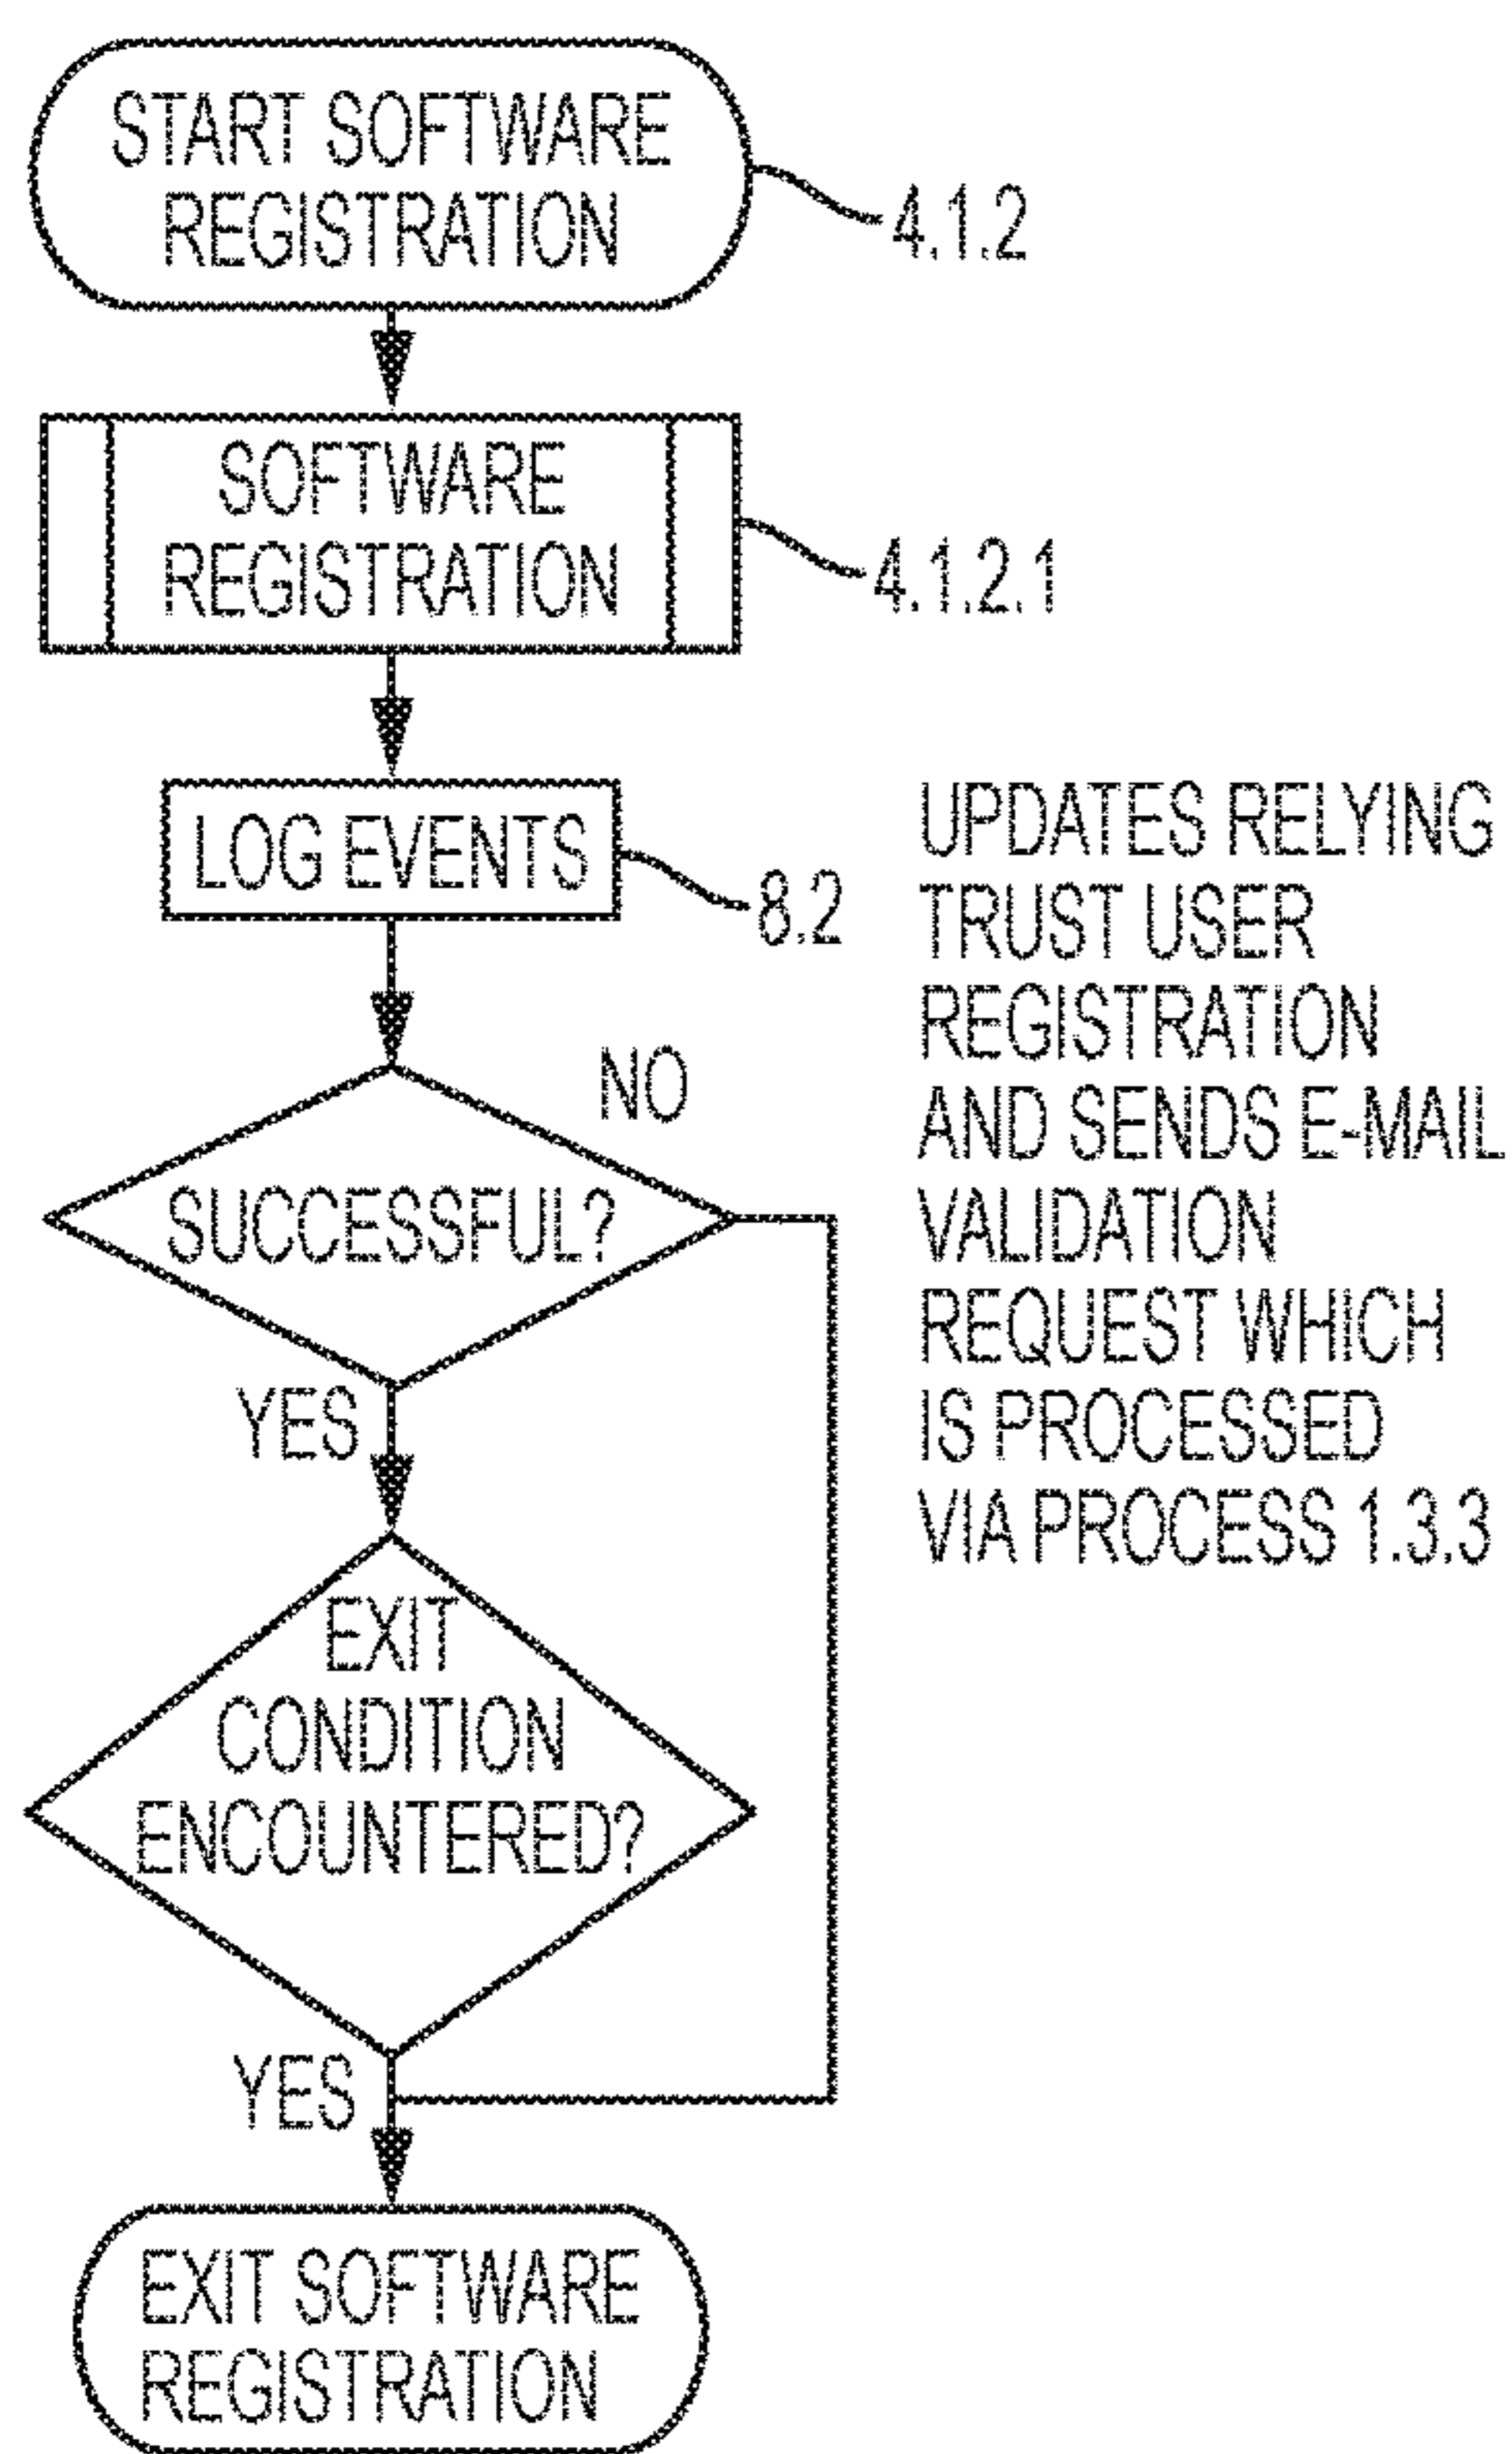 START SOFTWARE
REGISTRATION
4.1.2
SOFTWARE
REGISTRATION
4.1.2.1
LOG EVENTS
8.2
UPDATES RELYING
TRUST USER
REGISTRATION
AND SENDS E-MAIL
VALIDATION
REQUEST WHICH
IS PROCESSED
VIA PROCESS 1.3.3
NO
SUCCESSFUL?
YES
EXIT
CONDITION
ENCOUNTERED?
YES
EXIT SOFTWARE
REGISTRATION